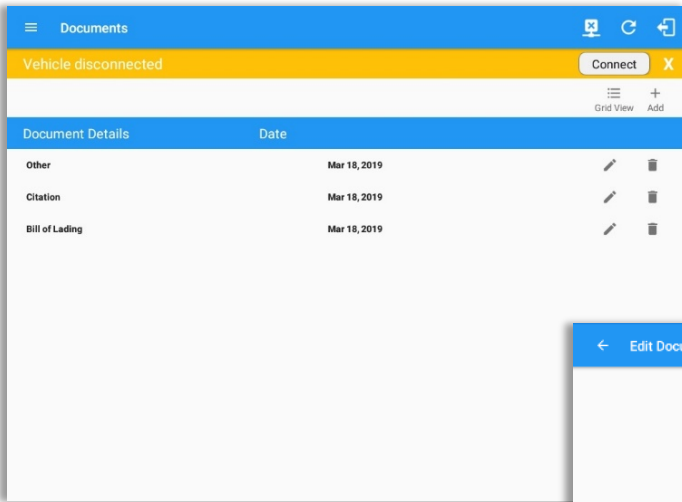 Documents
Vehicle disconnected Connect X
Grid View Add
Document Details Date
Other Mar 18, 2019
Citation Mar 18, 2019
Bill of Lading Mar 18, 2019
Edit Docu